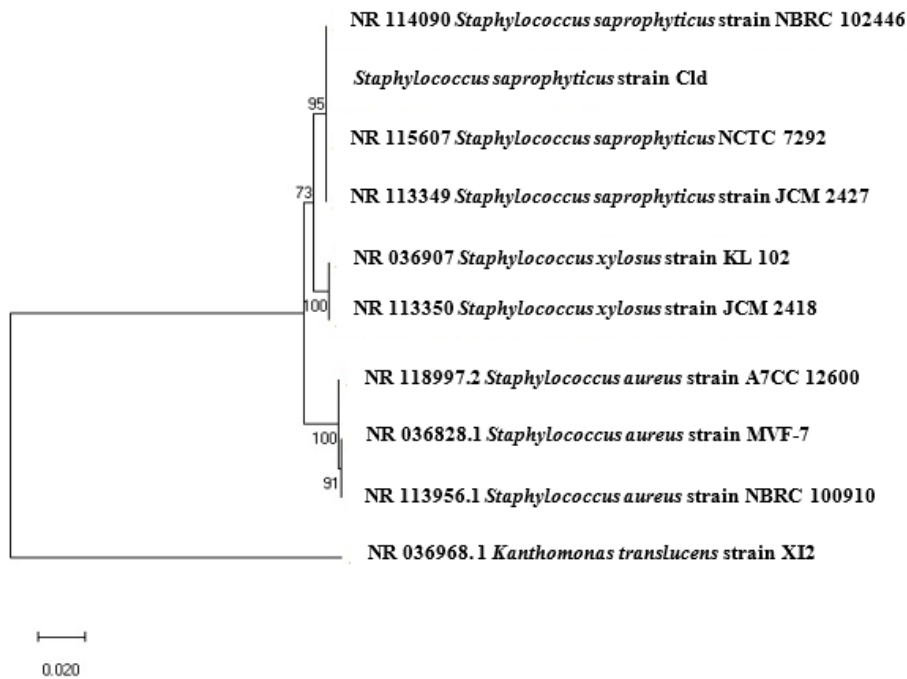 NR 114090 Staphylococcus saprophyticus strain NBRC 102446
Staphylococcus saprophyticus strain Cld
95
NR 115607 Staphylococcus saprophyticus NCTC 7292
73
NR 113349 Staphylococcus saprophyticus strain JCM 2427
NR 036907 Staphylococcus xylosus strain KL 102
100
NR 113350 Staphylococcus xylosus strain JCM 2418
NR 118997.2 Staphylococcus aureus strain A7CC 12600
100
NR 036828.1 Staphylococcus aureus strain MVF-7
91
NR 113956.1 Staphylococcus aureus strain NBRC 100910
NR 036968.1 Kanthomonas translucens strain XI2
0.020